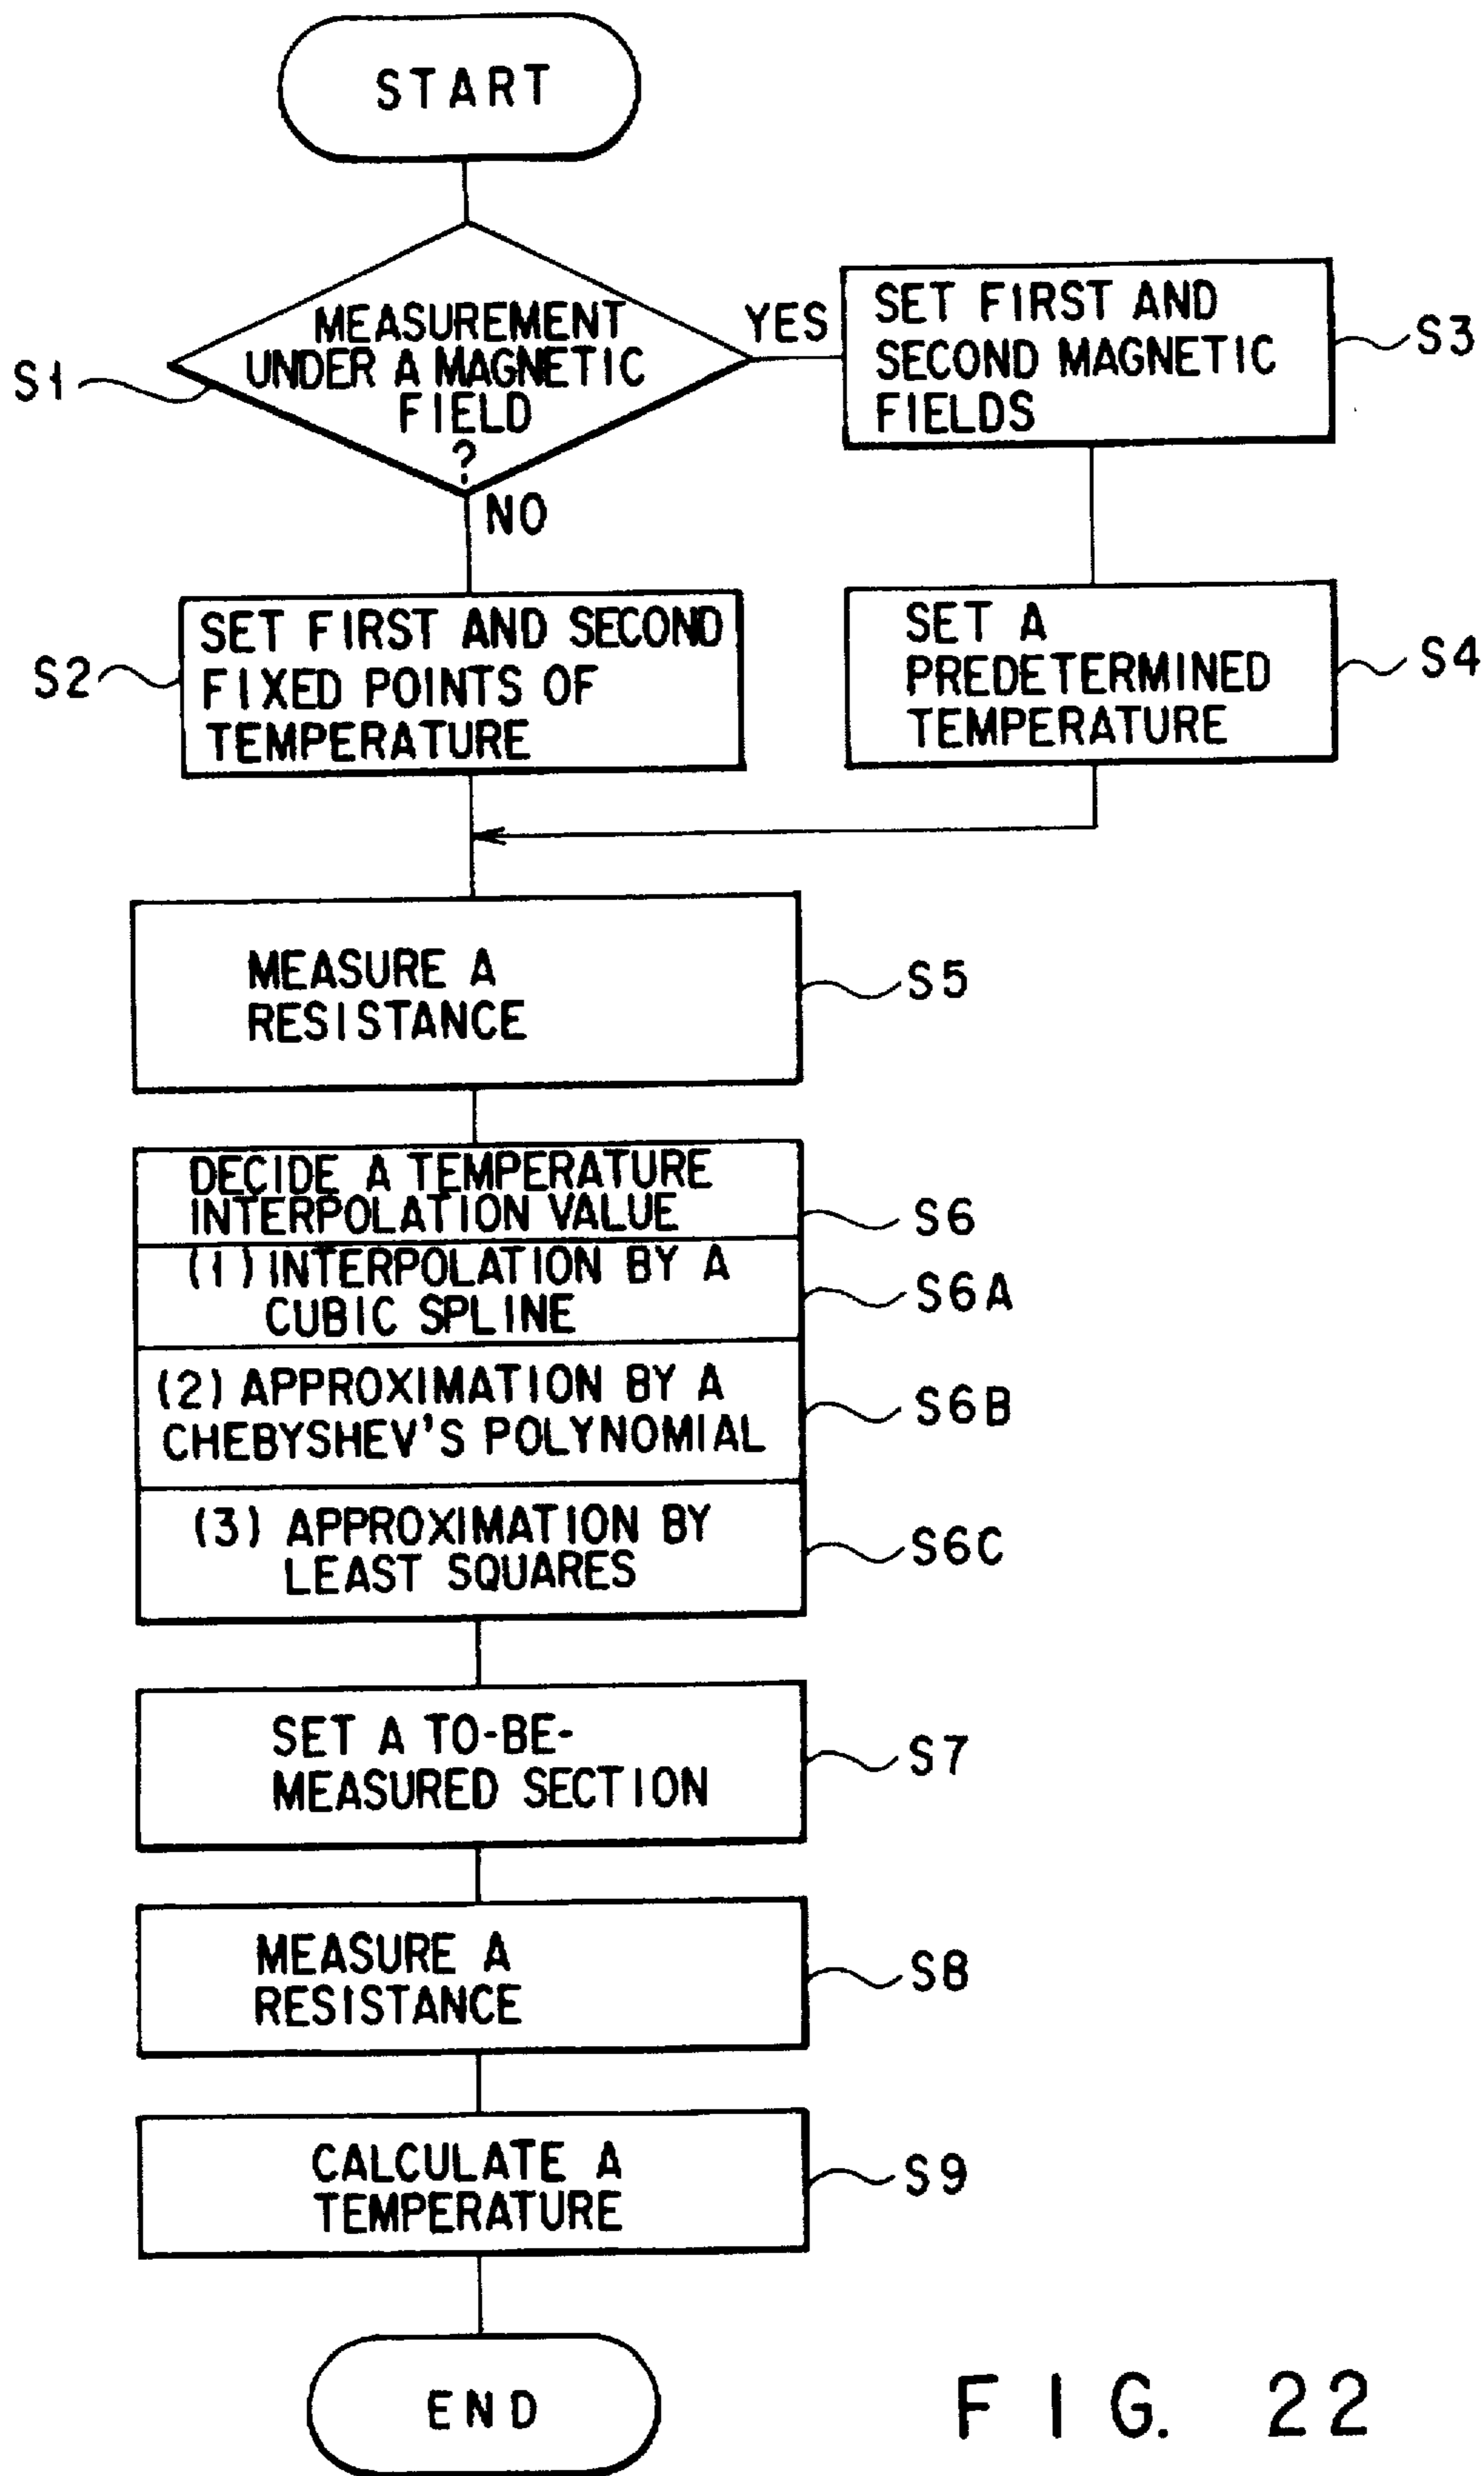 START
MEASUREMENT
UNDER A MAGNETIC
FIELD
?
S1
YES
NO
SET FIRST AND
SECOND MAGNETIC
FIELDS
S3
SET FIRST AND SECOND
FIXED POINTS OF
TEMPERATURE
S2
SET A
PREDETERMINED
TEMPERATURE
S4
MEASURE A
RESISTANCE
S5
DECIDE A TEMPERATURE
INTERPOLATION VALUE
S6
(1) INTERPOLATION BY A
CUBIC SPLINE
S6A
(2) APPROXIMATION BY A
CHEBYSHEV'S POLYNOMIAL
S6B
(3) APPROXIMATION BY
LEAST SQUARES
S6C
SET A TO-BE-
MEASURED SECTION
S7
MEASURE A
RESISTANCE
S8
CALCULATE A
TEMPERATURE
S9
END
FIG. 22